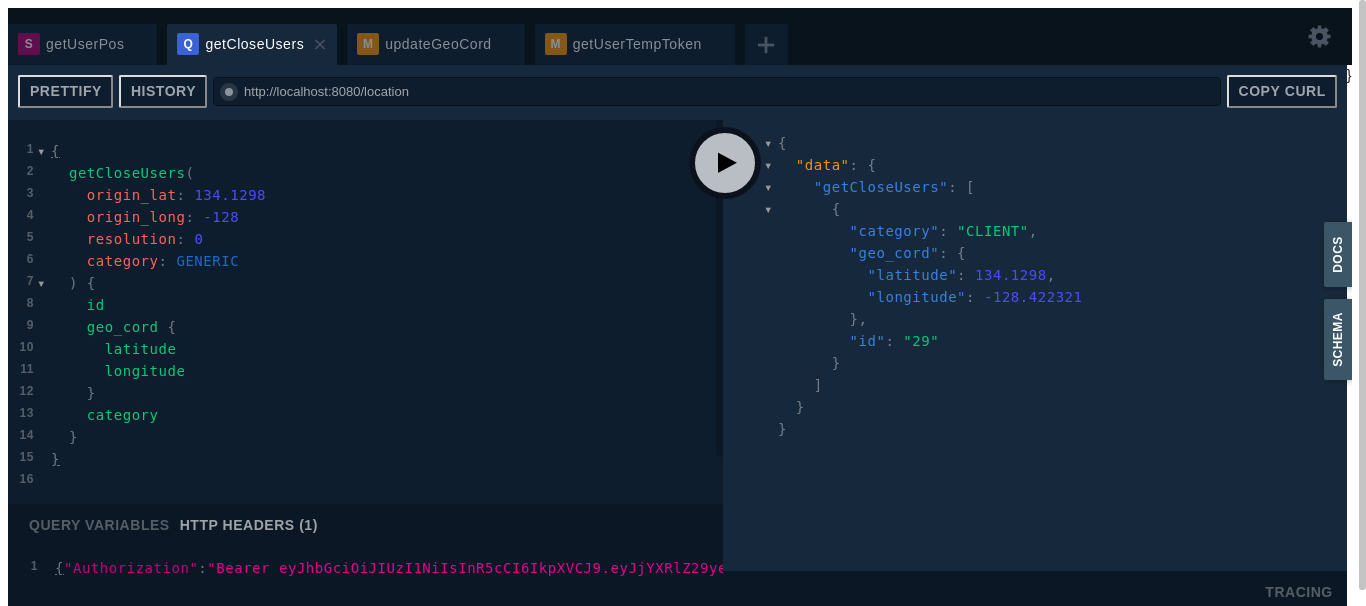 S getUserPos
Q getCloseUsers
M updateGeoCord
M getUserTempToken
PRETTIFY
HISTORY
http://localhost:8080/location
COPY CURL
}
1 {
2 getCloseUsers(
3 origin_lat: 134.1298
4 origin_long: -128
5 resolution: 0
6 category: GENERIC
7 ) {
8 id
9 geo_cord {
10 latitude
11 longitude
12 }
13 category
14 }
15 }
16
{
"data": {
"getCloseUsers": [
{
"category": "CLIENT",
"geo_cord": {
"latitude": 134.1298,
"longitude": -128.422321
},
"id": "29"
}
]
}
}
DOCS
SCHEMA
QUERY VARIABLES HTTP HEADERS (1)
1 {"Authorization":"Bearer eyJhbGciOiJIUzI1NiIsInR5cCI6IkpXVCJ9.eyJjYXRlZ29ye
TRACING